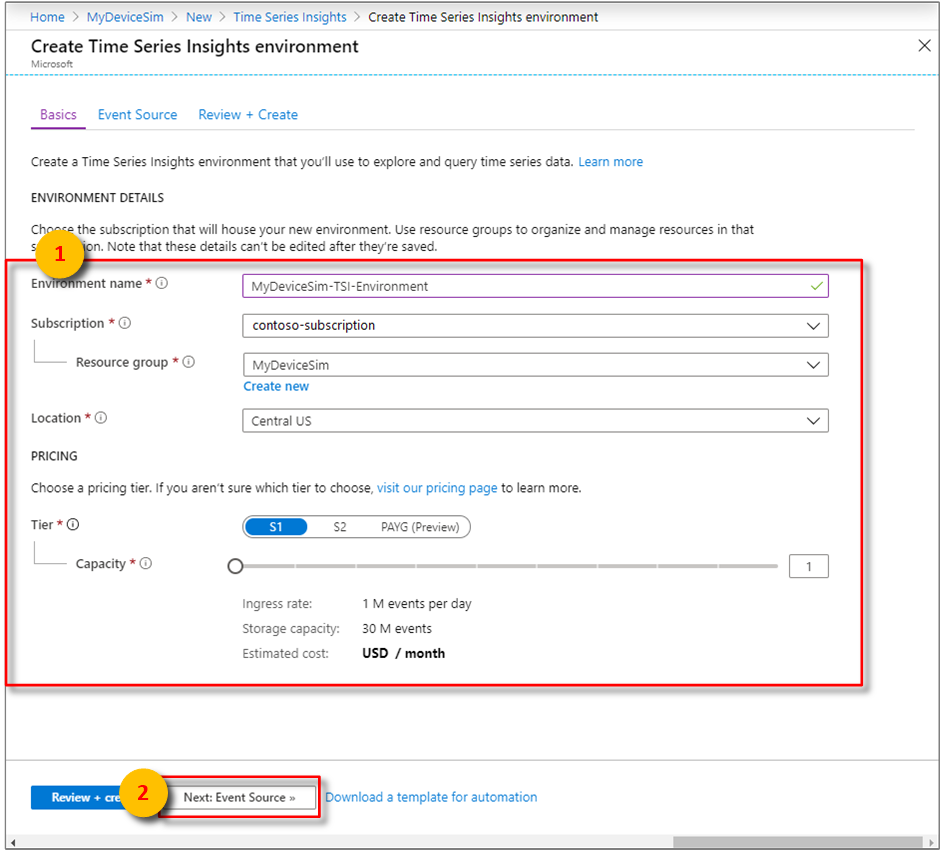 Home > MyDeviceSim > New > Time Series Insights > Create Time Series Insights environment
Create Time Series Insights environment
Microsoft
Basics Event Source Review + Create
Create a Time Series Insights environment that you'll use to explore and query time series data. Learn more
ENVIRONMENT DETAILS
Choose the subscription that will house your new environment. Use resource groups to organize and manage resources in that
ion. Note that these details can't be edited after they're saved.
1
Environment name *
MyDeviceSim-TSI-Environment
Subscription *
contoso-subscription
Resource group *
MyDeviceSim
Create new
Location *
Central US
PRICING
Choose a pricing tier. If you aren't sure which tier to choose, visit our pricing page to learn more.
Tier *
S1 S2 PAYG (Preview)
Capacity *
1
Ingress rate: 1 M events per day
Storage capacity: 30 M events
Estimated cost: USD / month
Review + cre
2
Next: Event Source »
Download a template for automation